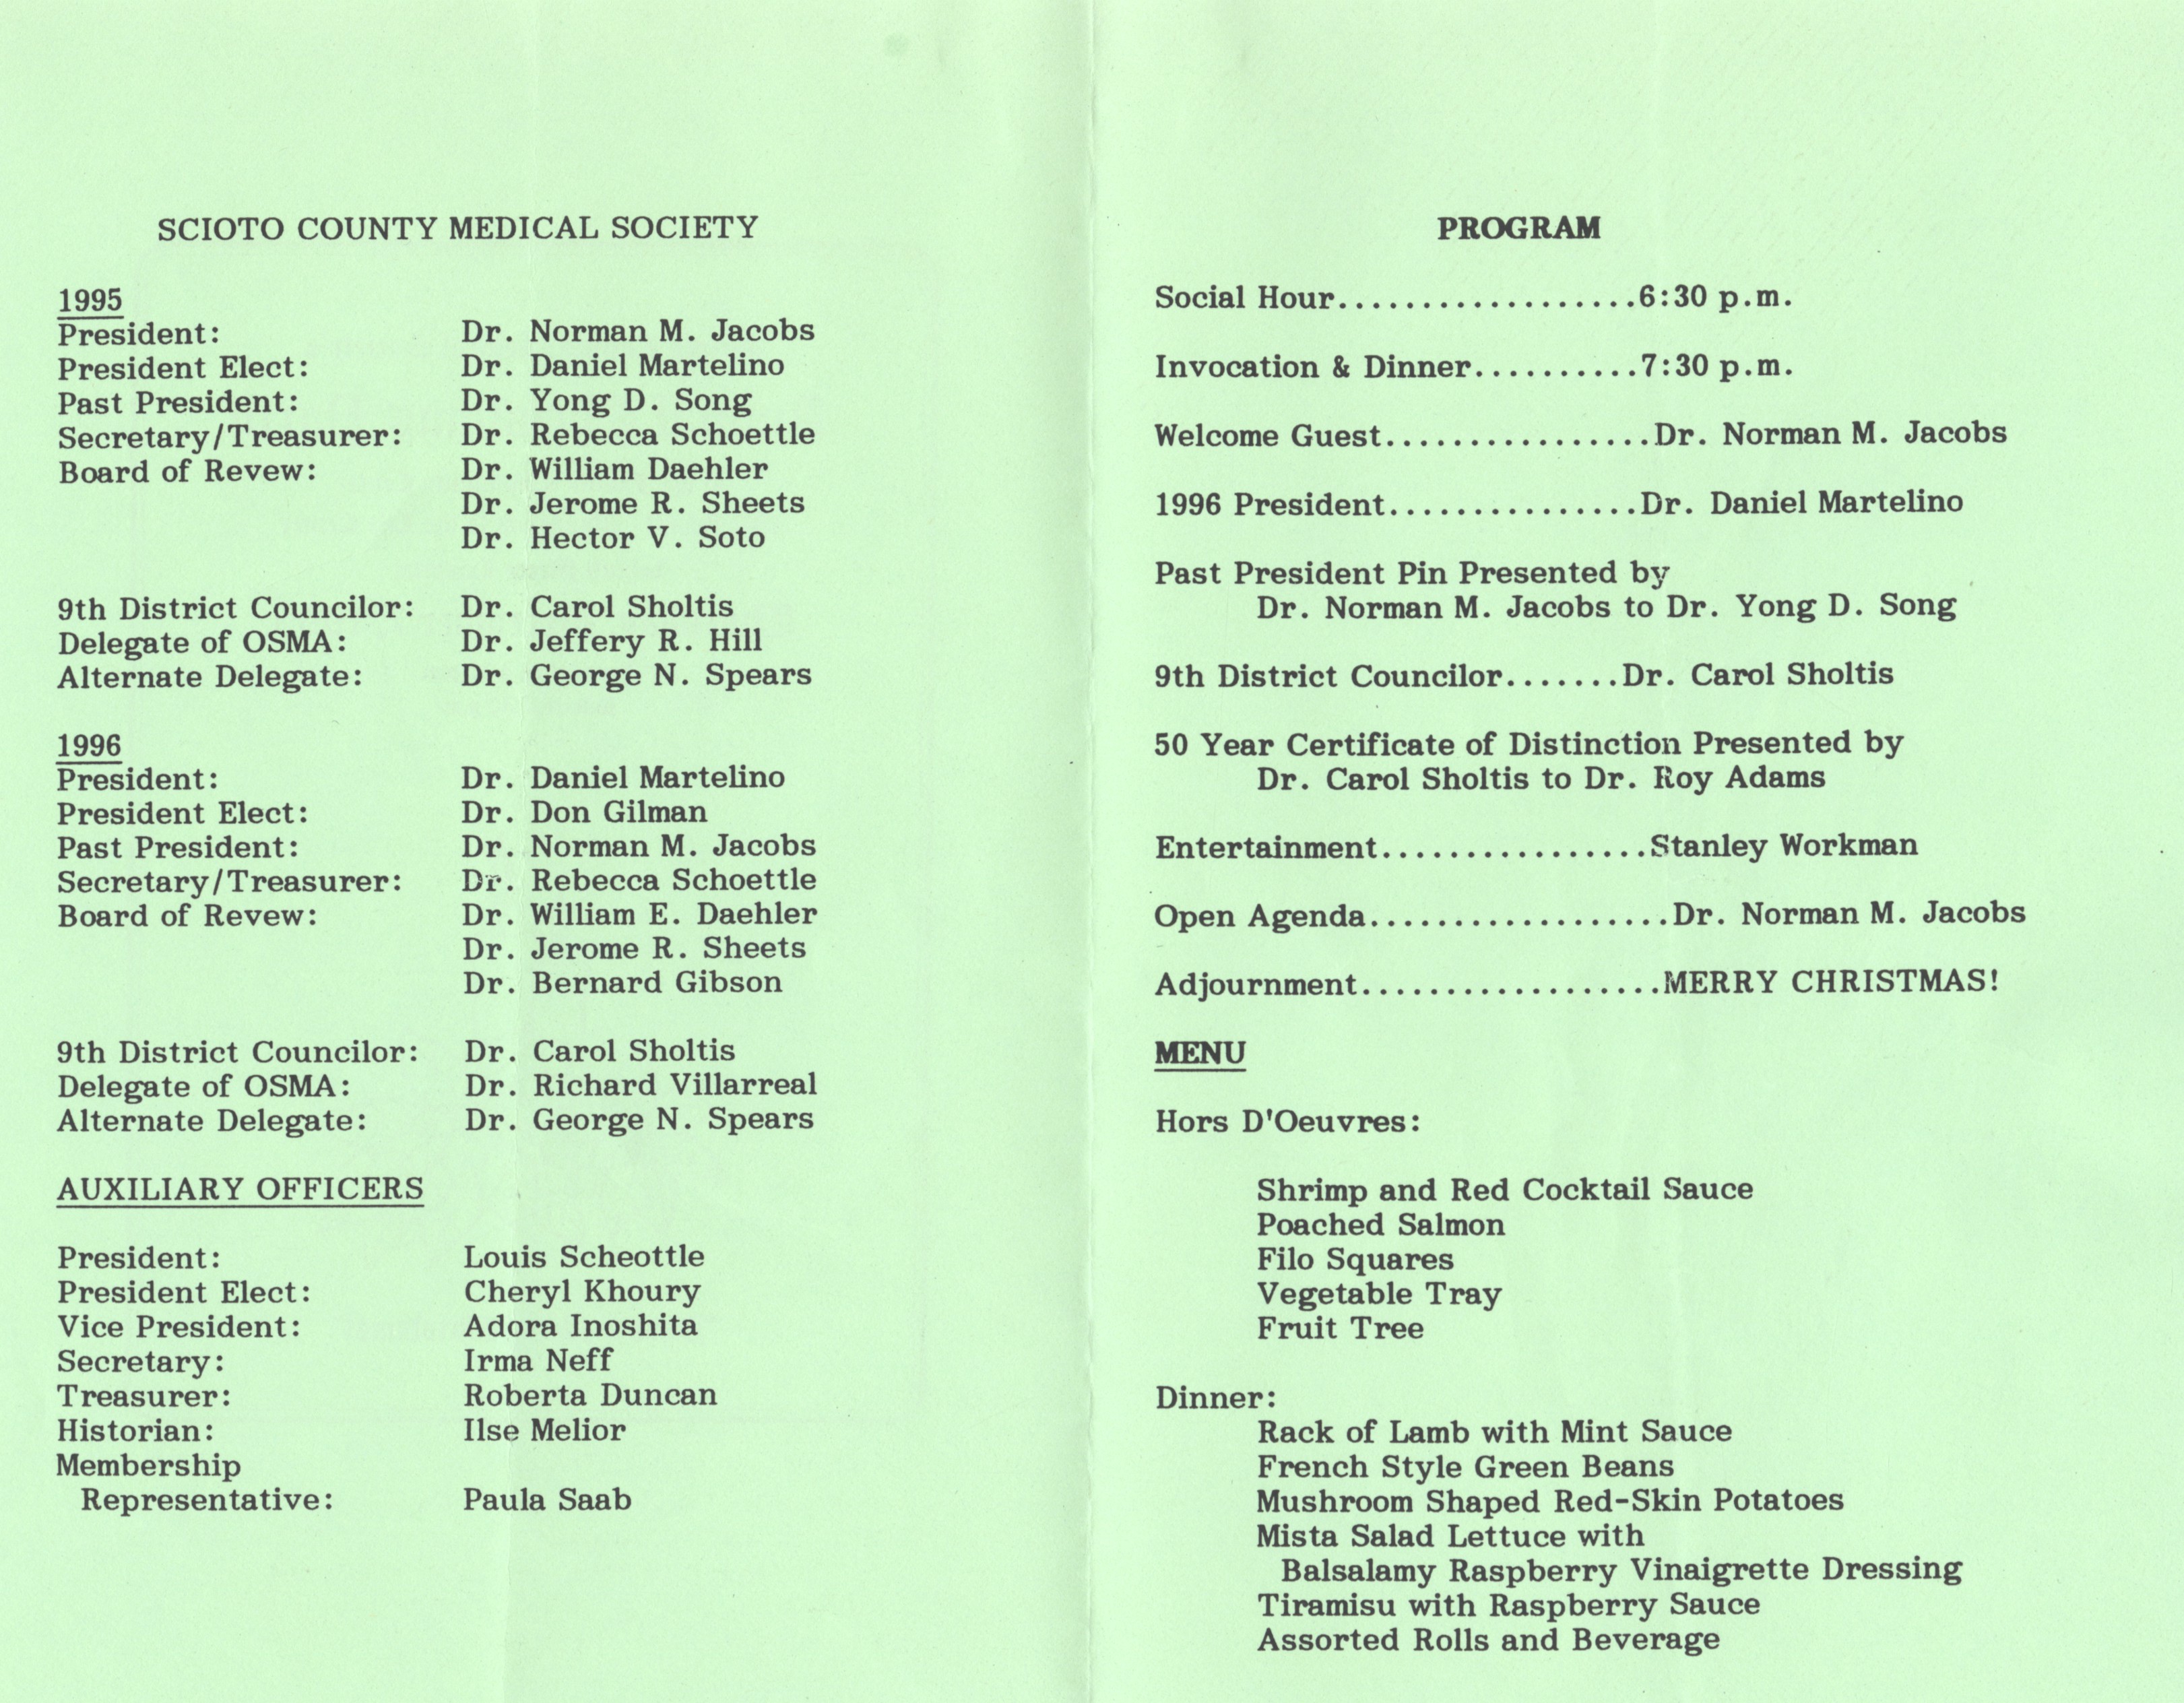 SCIOTO COUNTY MEDICAL SOCIETY
1995
President: Dr. Norman M. Jacobs
President Elect: Dr. Daniel Martelino
Past President: Dr. Yong D. Song
Secretary/Treasurer: Dr. Rebecca Schoettle
Board of Revew: Dr. William Daehler
Dr. Jerome R. Sheets
Dr. Hector V. Soto
9th District Councilor: Dr. Carol Sholtis
Delegate of OSMA: Dr. Jeffery R. Hill
Alternate Delegate: Dr. George N. Spears
1996
President: Dr. Daniel Martelino
President Elect: Dr. Don Gilman
Past President: Dr. Norman M. Jacobs
Secretary/Treasurer: Dr. Rebecca Schoettle
Board of Revew: Dr. William E. Daehler
Dr. Jerome R. Sheets
Dr. Bernard Gibson
9th District Councilor: Dr. Carol Sholtis
Delegate of OSMA: Dr. Richard Villarreal
Alternate Delegate: Dr. George N. Spears
AUXILIARY OFFICERS
President: Louis Scheottle
President Elect: Cheryl Khoury
Vice President: Adora Inoshita
Secretary: Irma Neff
Treasurer: Roberta Duncan
Historian: Ilse Melior
Membership
Representative: Paula Saab
PROGRAM
Social Hour..................6:30 p.m.
Invocation & Dinner..........7:30 p.m.
Welcome Guest................Dr. Norman M. Jacobs
1996 President...............Dr. Daniel Martelino
Past President Pin Presented by
Dr. Norman M. Jacobs to Dr. Yong D. Song
9th District Councilor.......Dr. Carol Sholtis
50 Year Certificate of Distinction Presented by
Dr. Carol Sholtis to Dr. Roy Adams
Entertainment................Stanley Workman
Open Agenda..................Dr. Norman M. Jacobs
Adjournment..................MERRY CHRISTMAS!
MENU
Hors D'Oeuvres:
Shrimp and Red Cocktail Sauce
Poached Salmon
Filo Squares
Vegetable Tray
Fruit Tree
Dinner:
Rack of Lamb with Mint Sauce
French Style Green Beans
Mushroom Shaped Red-Skin Potatoes
Mista Salad Lettuce with
Balsalamy Raspberry Vinaigrette Dressing
Tiramisu with Raspberry Sauce
Assorted Rolls and Beverage